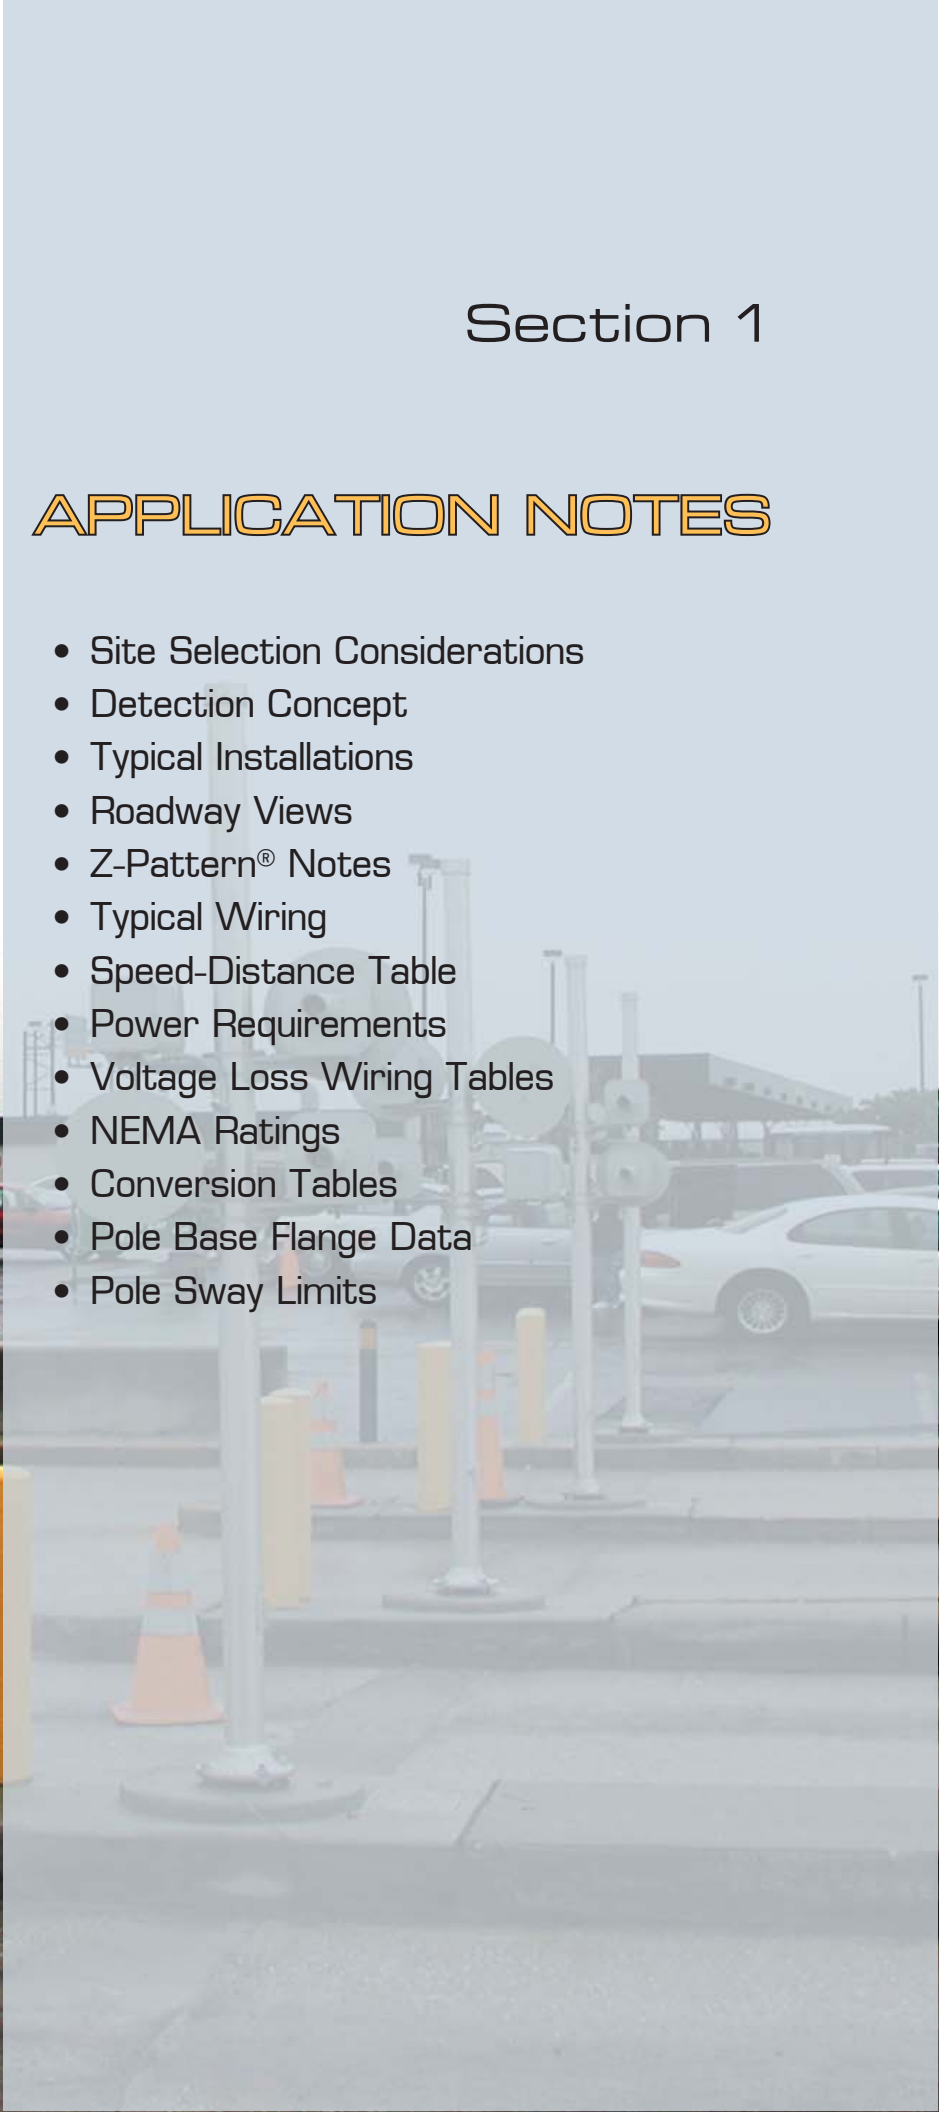 Section 1
APPLICATION NOTES
• Site Selection Considerations
• Detection Concept
• Typical Installations
• Roadway Views
• Z-Pattern® Notes
• Typical Wiring
• Speed-Distance Table
• Power Requirements
• Voltage Loss Wiring Tables
• NEMA Ratings
• Conversion Tables
• Pole Base Flange Data
• Pole Sway Limits